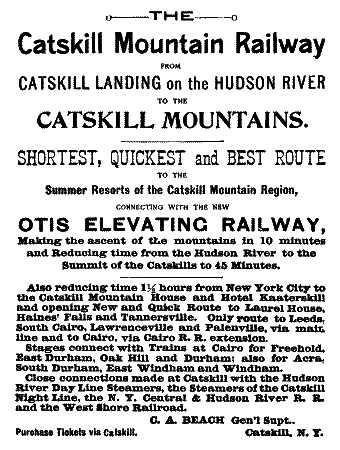 THE
Catskill Mountain Railway
FROM
CATSKILL LANDING on the HUDSON RIVER
TO THE
CATSKILL MOUNTAINS.
SHORTEST, QUICKEST and BEST ROUTE
TO THE
Summer Resorts of the Catskill Mountain Region,
CONNECTING WITH THE NEW
OTIS ELEVATING RAILWAY,
Making the ascent of the mountains in 10 minutes
and Reducing time from the Hudson River to the
Summit of the Catskills to 45 Minutes.
Also reducing time 1½ hours from New York City to
the Catskill Mountain House and Hotel Kaaterskill
and opening New and Quick Route to Laurel House,
Haines' Falls and Tannersville. Only route to Leeds,
South Cairo, Lawrenceville and Palenville, via main
line and to Cairo, via Cairo R. R. extension.
Stages connect with Trains at Cairo for Freehold,
East Durham, Oak Hill and Durham; also for Acra,
South Durham, East Windham and Windham.
Close connections made at Catskill with the Hudson
River Day Line Steamers, the Steamers of the Catskill
Night Line, the N. Y. Central & Hudson River R. R.
and the West Shore Railroad.
C. A. BEACH Gen'l Supt..
Purchase Tickets via Catskill. Catskill, N. Y.